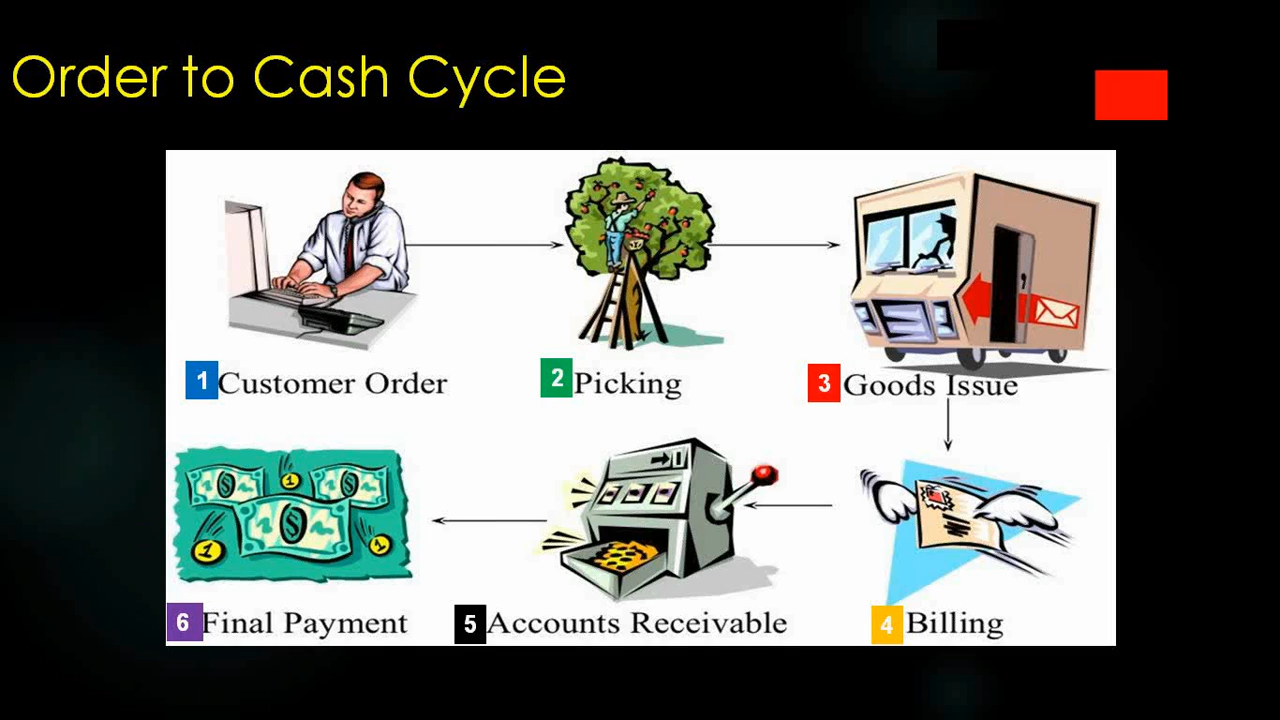 Order to Cash Cycle
1 Customer Order
2 Picking
3 Goods Issue
6 Final Payment
5 Accounts Receivable
4 Billing